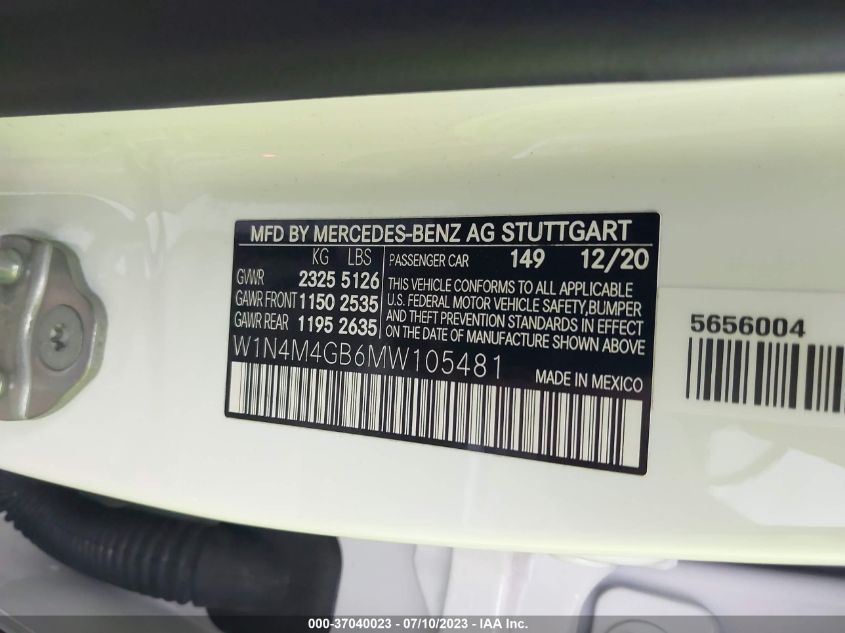 MFD BY MERCEDES-BENZ AG STUTTGART
KG LBS
GVWR 2325 5126
GAWR FRONT 1150 2535
GAWR REAR 1195 2635
PASSENGER CAR 149 12/20
THIS VEHICLE CONFORMS TO ALL APPLICABLE
U.S. FEDERAL MOTOR VEHICLE SAFETY, BUMPER
AND THEFT PREVENTION STANDARDS IN EFFECT
ON THE DATE OF MANUFACTURE SHOWN ABOVE
W1N4M4GB6MW105481
MADE IN MEXICO
5656004
000-37040023 / 07/10/2023 - IAA Inc.